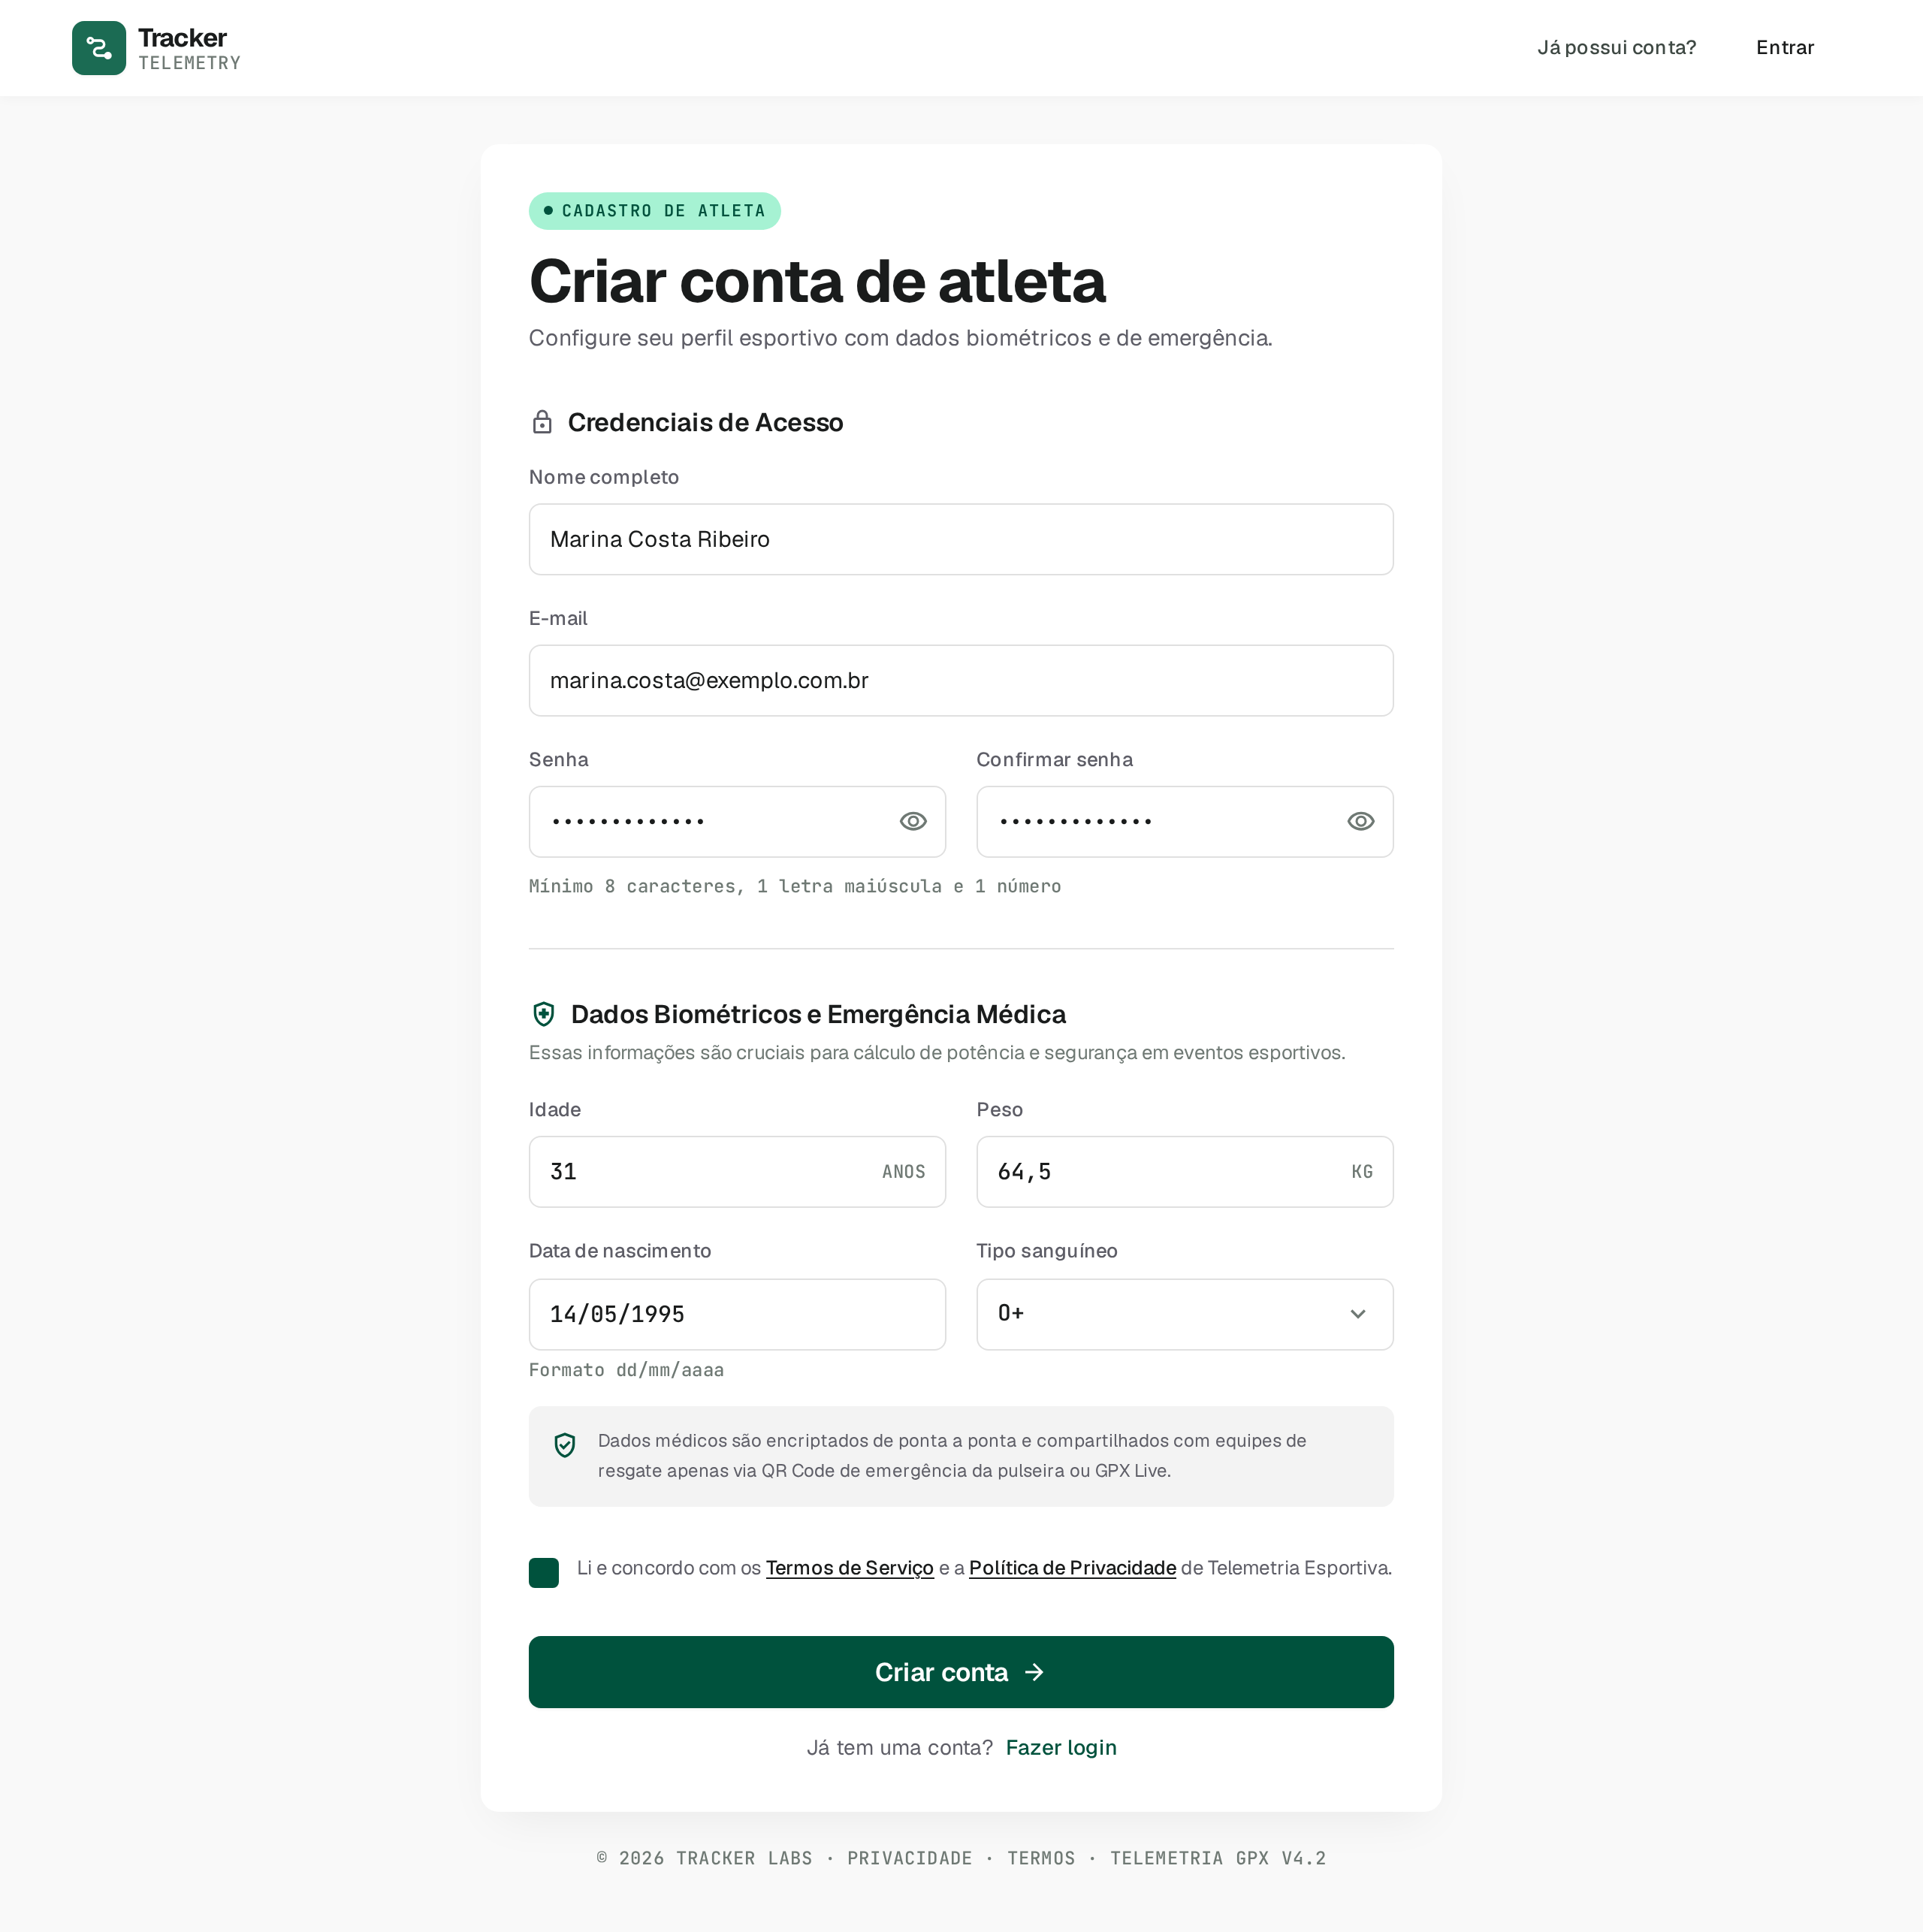 Tracker
TELEMETRY
Já possui conta?
Entrar
CADASTRO DE ATLETA
Criar conta de atleta
Configure seu perfil esportivo com dados biométricos e de emergência.
Credenciais de Acesso
Nome completo
Marina Costa Ribeiro
E-mail
marina.costa@exemplo.com.br
Senha
Confirmar senha
•••••••••••••
•••••••••••••
Mínimo 8 caracteres, 1 letra maiúscula e 1 número
Dados Biométricos e Emergência Médica
Essas informações são cruciais para cálculo de potência e segurança em eventos esportivos.
Idade
Peso
31 ANOS
64,5 KG
Data de nascimento
Tipo sanguíneo
14/05/1995
O+
Formato dd/mm/aaaa
Dados médicos são encriptados de ponta a ponta e compartilhados com equipes de
resgate apenas via QR Code de emergência da pulseira ou GPX Live.
Li e concordo com os Termos de Serviço e a Política de Privacidade de Telemetria Esportiva.
Criar conta →
Já tem uma conta? Fazer login
© 2026 TRACKER LABS · PRIVACIDADE · TERMOS · TELEMETRIA GPX V4.2